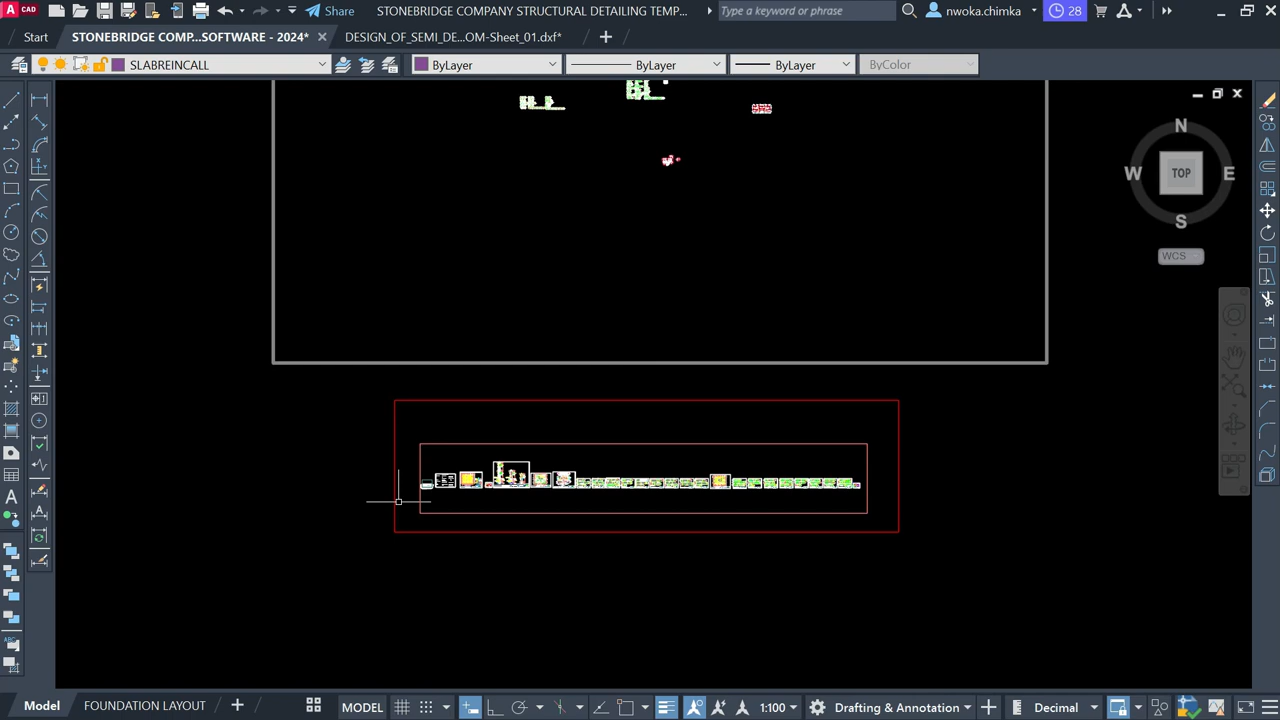 CAD
Share
STONEBRIDGE COMPANY STRUCTURAL DETAILING TEMP...
Type a keyword or phrase
nwoka.chimka...
28
Start
STONEBRIDGE COMP...SOFTWARE - 2024*
DESIGN_OF_SEMI_DE...OM-Sheet_01.dxf*
SLABREINCALL
ByLayer
ByLayer
ByLayer
ByColor
N
W
TOP
E
S
WCS
Model
FOUNDATION LAYOUT
MODEL
1:100
Drafting & Annotation
Decimal